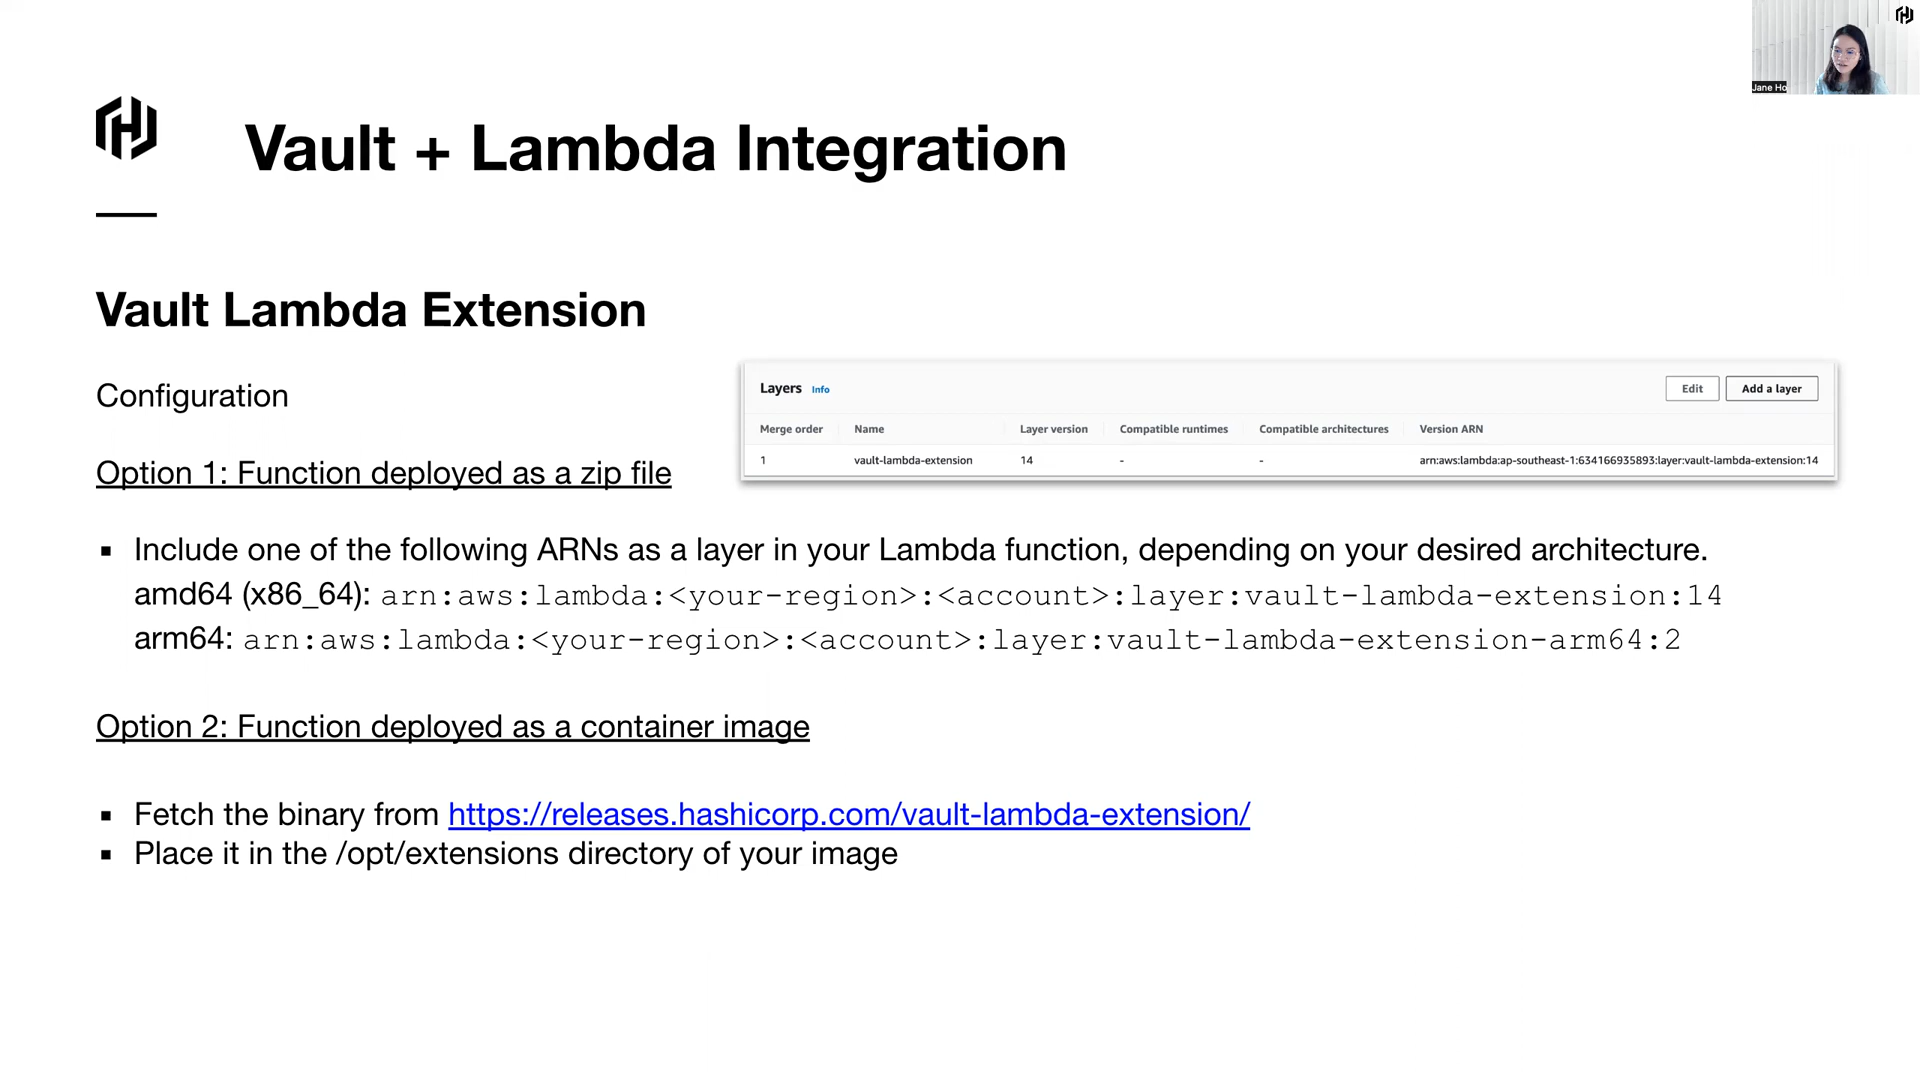 Jane Ho
Vault + Lambda Integration
Vault Lambda Extension
Configuration
Layers Info
Edit
Add a layer
Merge order Name Layer version Compatible runtimes Compatible architectures Version ARN
1 vault-lambda-extension 14 - - arn:aws:lambda:ap-southeast-1:634166935893:layer:vault-lambda-extension:14
Option 1: Function deployed as a zip file
▪ Include one of the following ARNs as a layer in your Lambda function, depending on your desired architecture.
amd64 (x86_64): arn:aws:lambda:<your-region>:<account>:layer:vault-lambda-extension:14
arm64: arn:aws:lambda:<your-region>:<account>:layer:vault-lambda-extension-arm64:2
Option 2: Function deployed as a container image
▪ Fetch the binary from https://releases.hashicorp.com/vault-lambda-extension/
▪ Place it in the /opt/extensions directory of your image